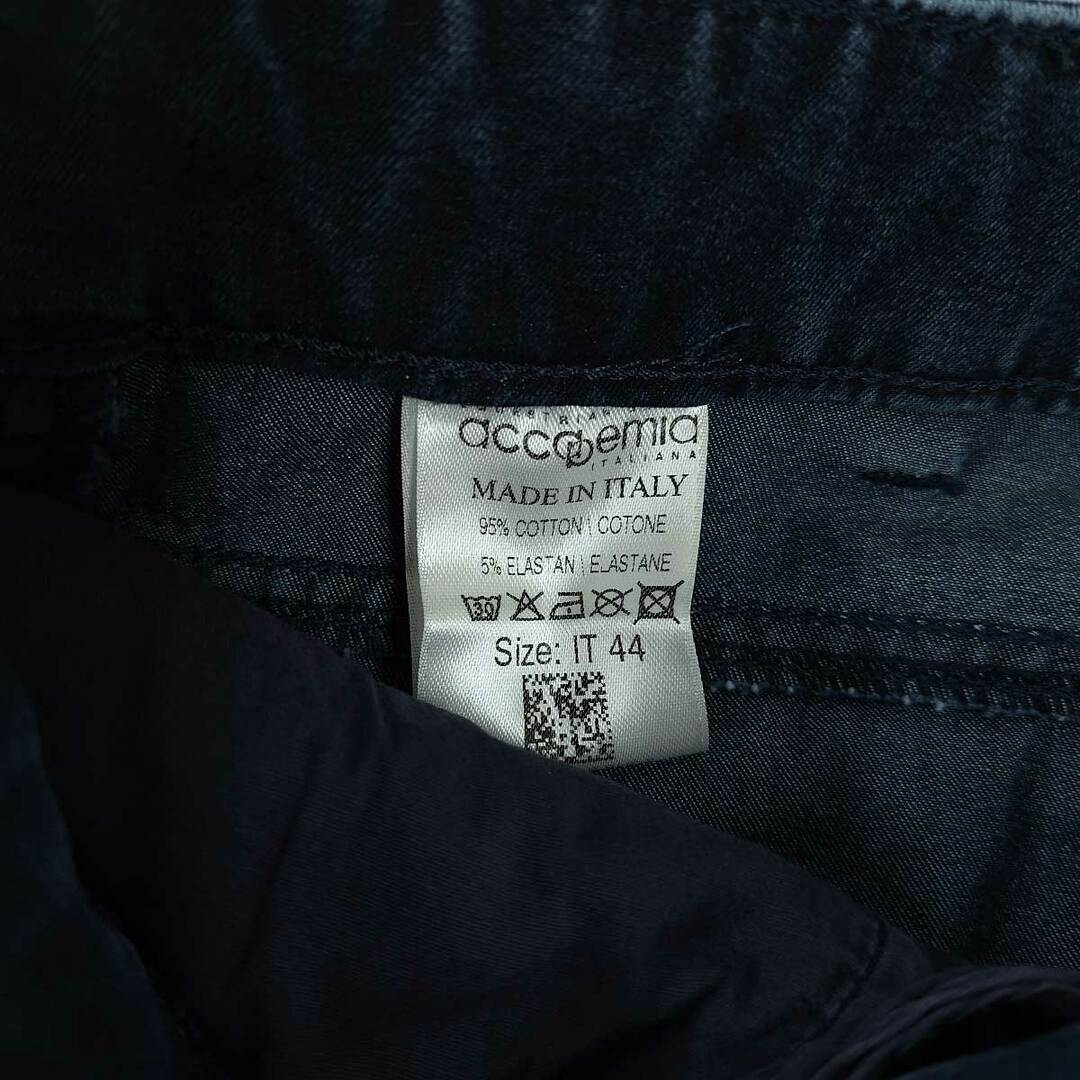 accademia
ITALIANA
MADE IN ITALY
95% COTTON \ COTONE
5% ELASTAN \ ELASTANE
30
Size: IT 44